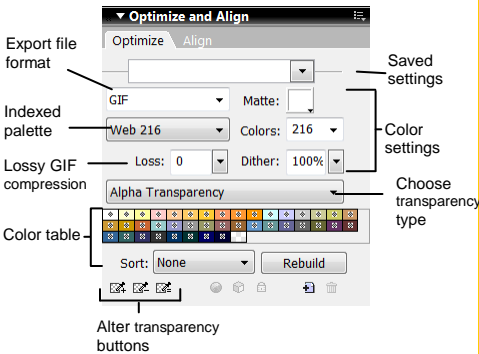 Optimize and Align
Optimize Align
Export file
format
Saved
settings
GIF
Matte:
Indexed
palette
Web 216
Colors: 216
Color
settings
Lossy GIF
compression
Loss: 0
Dither: 100%
Alpha Transparency
Choose
transparency
type
Color table
Sort: None
Rebuild
Alter transparency
buttons